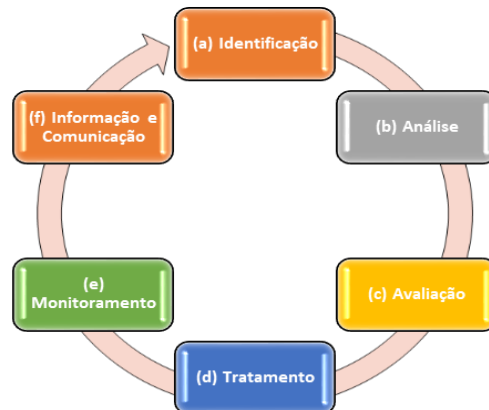 (a) Identificação
(b) Análise
(c) Avaliação
(d) Tratamento
(e)
Monitoramento
(f) Informação e
Comunicação